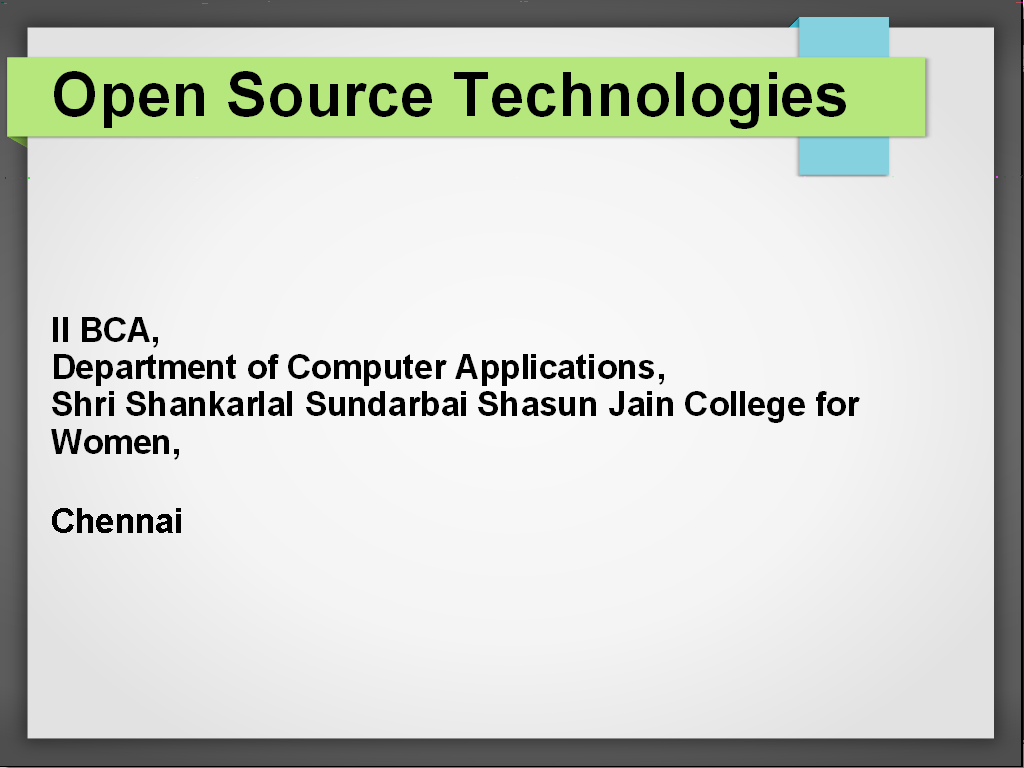 Open Source Technologies
II BCA,
Department of Computer Applications,
Shri Shankarlal Sundarbai Shasun Jain College for
Women,
Chennai